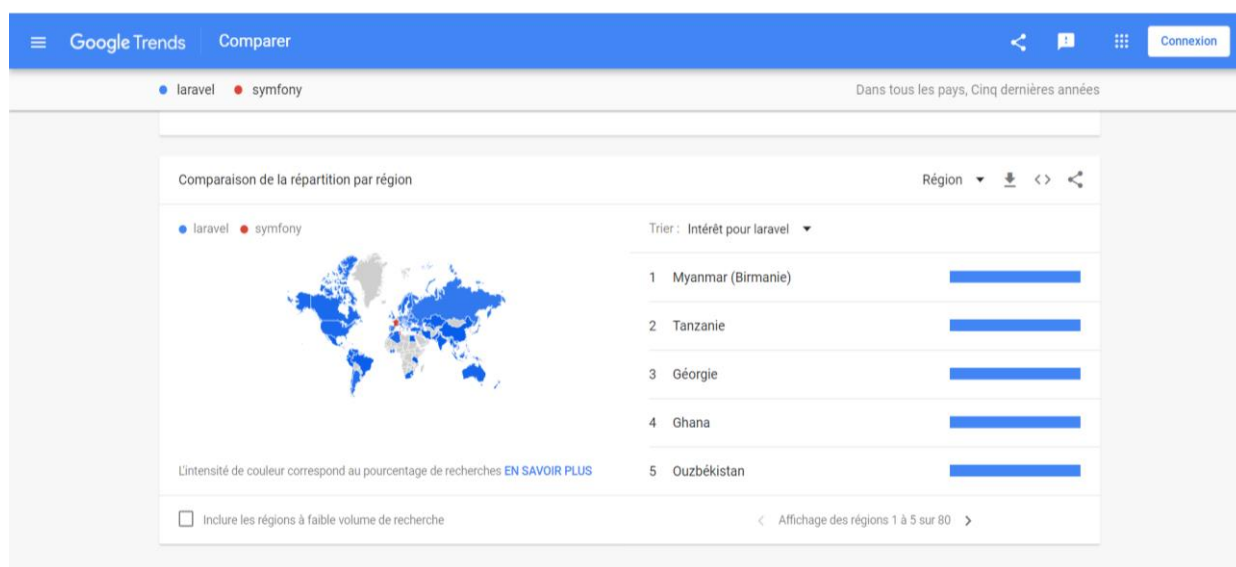 Google Trends Comparer Connexion
laravel symfony Dans tous les pays, Cinq dernières années
Comparaison de la répartition par région Région
laravel symfony Trier : Intérêt pour laravel
1 Myanmar (Birmanie)
2 Tanzanie
3 Géorgie
4 Ghana
L'intensité de couleur correspond au pourcentage de recherches EN SAVOIR PLUS 5 Ouzbékistan
Inclure les régions à faible volume de recherche Affichage des régions 1 à 5 sur 80